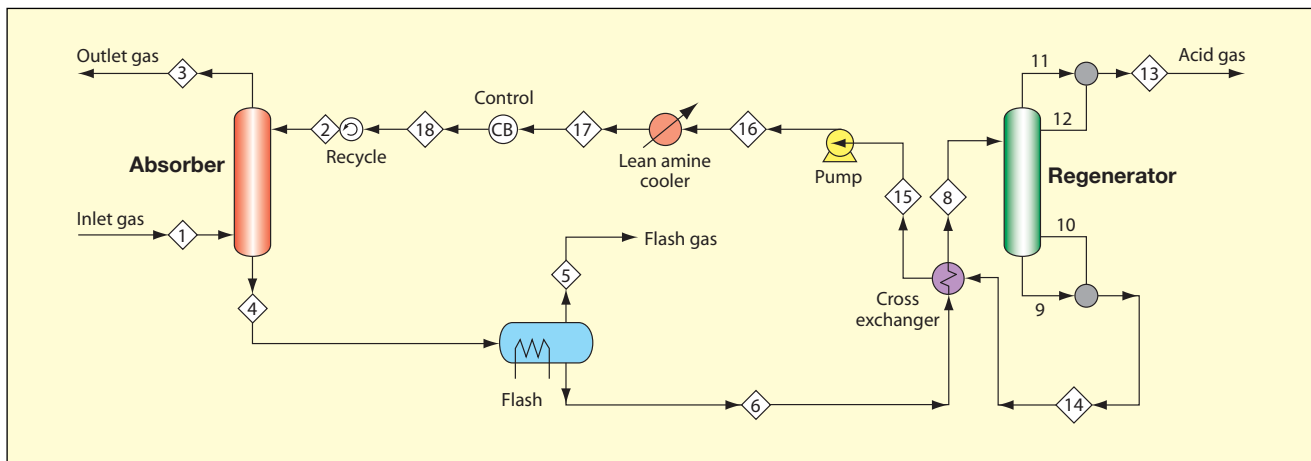 Outlet gas
3
Absorber
Inlet gas
1
4
2
Recycle
18
Control
CB
17
Lean amine
cooler
16
Pump
15
8
Cross
exchanger
5
Flash gas
Flash
6
11
12
13
Acid gas
Regenerator
10
9
14